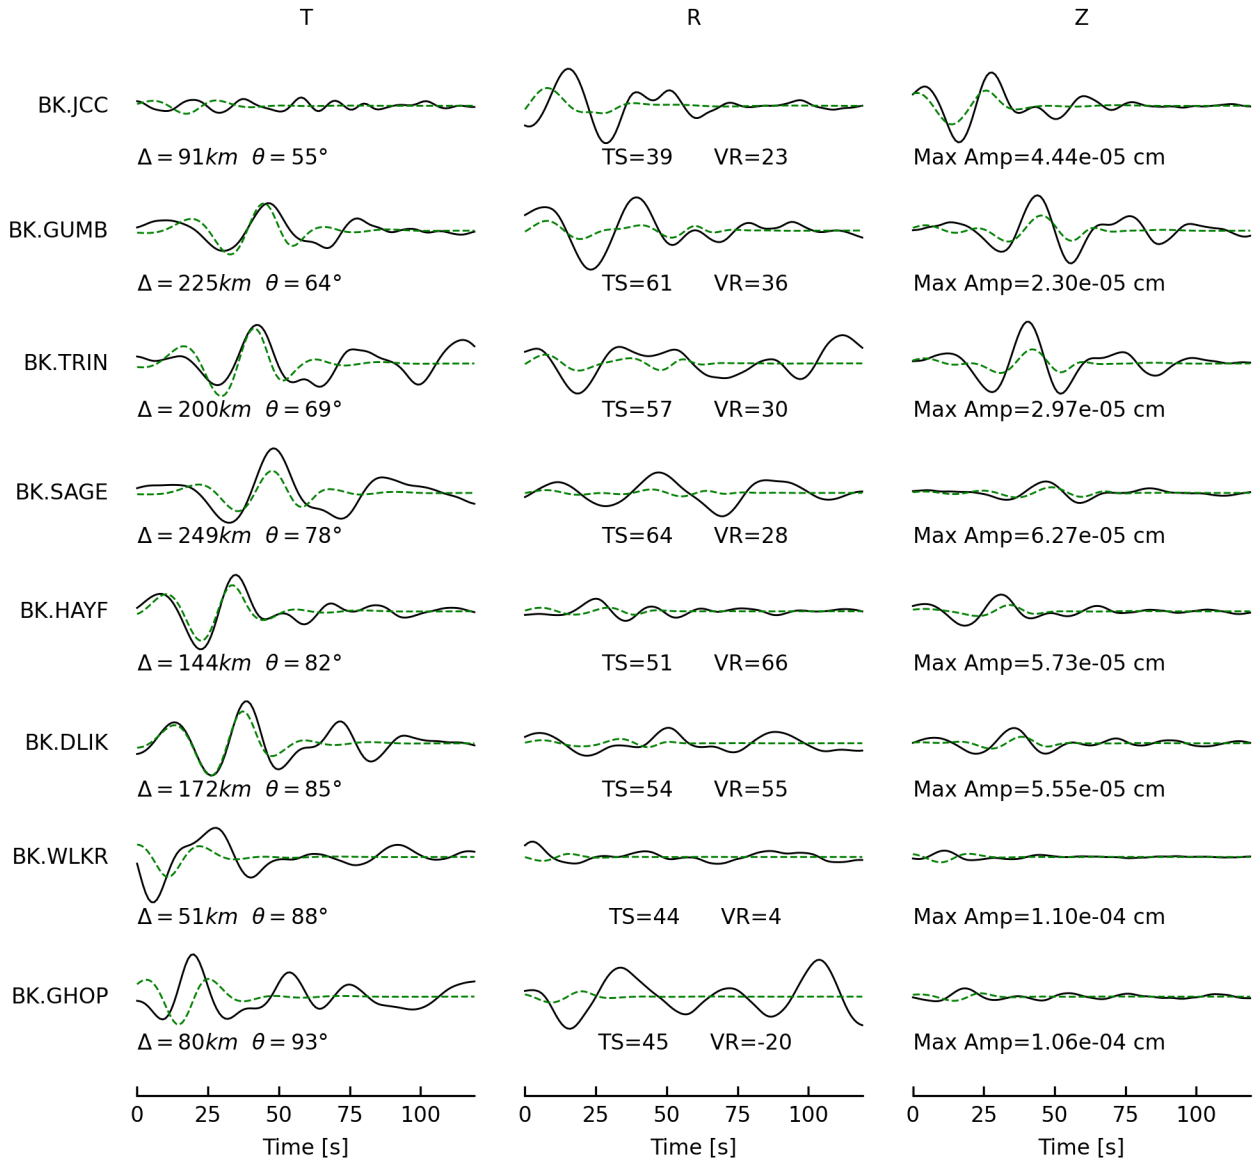 T R Z
BK.JCC
Δ = 91km θ = 55° TS=39 VR=23 Max Amp=4.44e-05 cm
BK.GUMB
Δ = 225km θ = 64° TS=61 VR=36 Max Amp=2.30e-05 cm
BK.TRIN
Δ = 200km θ = 69° TS=57 VR=30 Max Amp=2.97e-05 cm
BK.SAGE
Δ = 249km θ = 78° TS=64 VR=28 Max Amp=6.27e-05 cm
BK.HAYF
Δ = 144km θ = 82° TS=51 VR=66 Max Amp=5.73e-05 cm
BK.DLIK
Δ = 172km θ = 85° TS=54 VR=55 Max Amp=5.55e-05 cm
BK.WLKR
Δ = 51km θ = 88° TS=44 VR=4 Max Amp=1.10e-04 cm
BK.GHOP
Δ = 80km θ = 93° TS=45 VR=-20 Max Amp=1.06e-04 cm
0 25 50 75 100 0 25 50 75 100 0 25 50 75 100
Time [s] Time [s] Time [s]